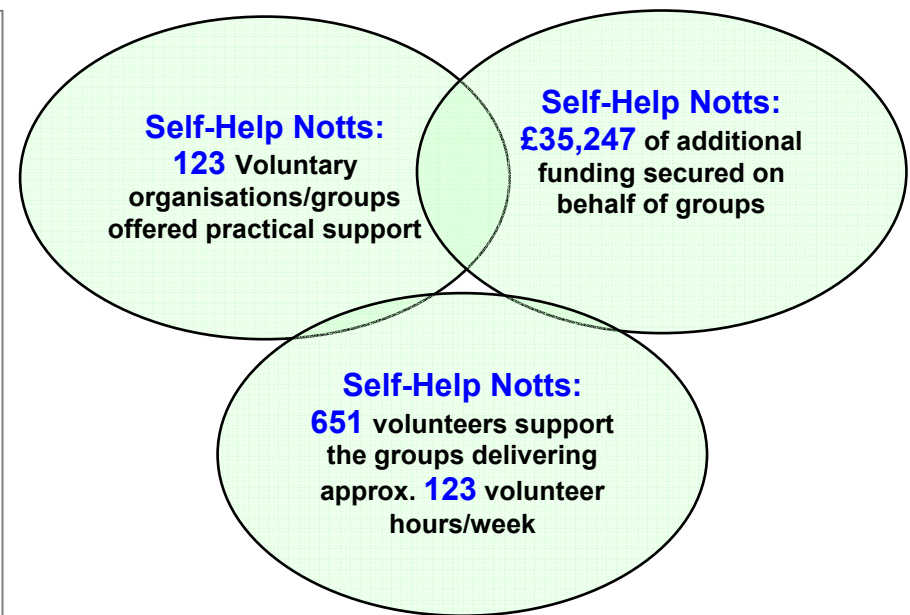 Self-Help Notts:
123 Voluntary
organisations/groups
offered practical support
Self-Help Notts:
£35,247 of additional
funding secured on
behalf of groups
Self-Help Notts:
651 volunteers support
the groups delivering
approx. 123 volunteer
hours/week